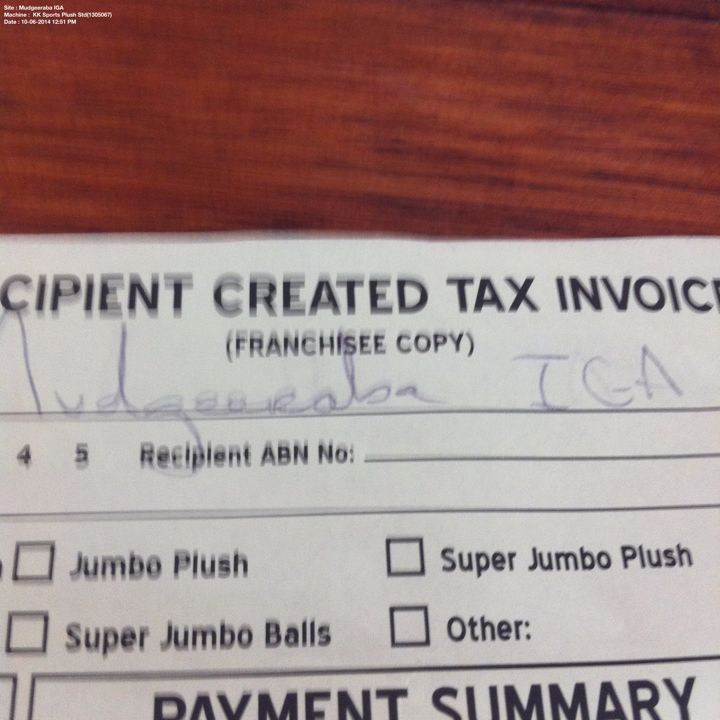 Site : Mudgeeraba IGA
Machine : KK Sports Plush Std(1305067)
Date : 10-06-2014 12:51 PM
CIPIENT CREATED TAX INVOIC
(FRANCHISEE COPY)
Mudgeeraba IGA
4 5 Recipient ABN No:
Jumbo Plush Super Jumbo Plush
Super Jumbo Balls Other:
PAYMENT SUMMARY